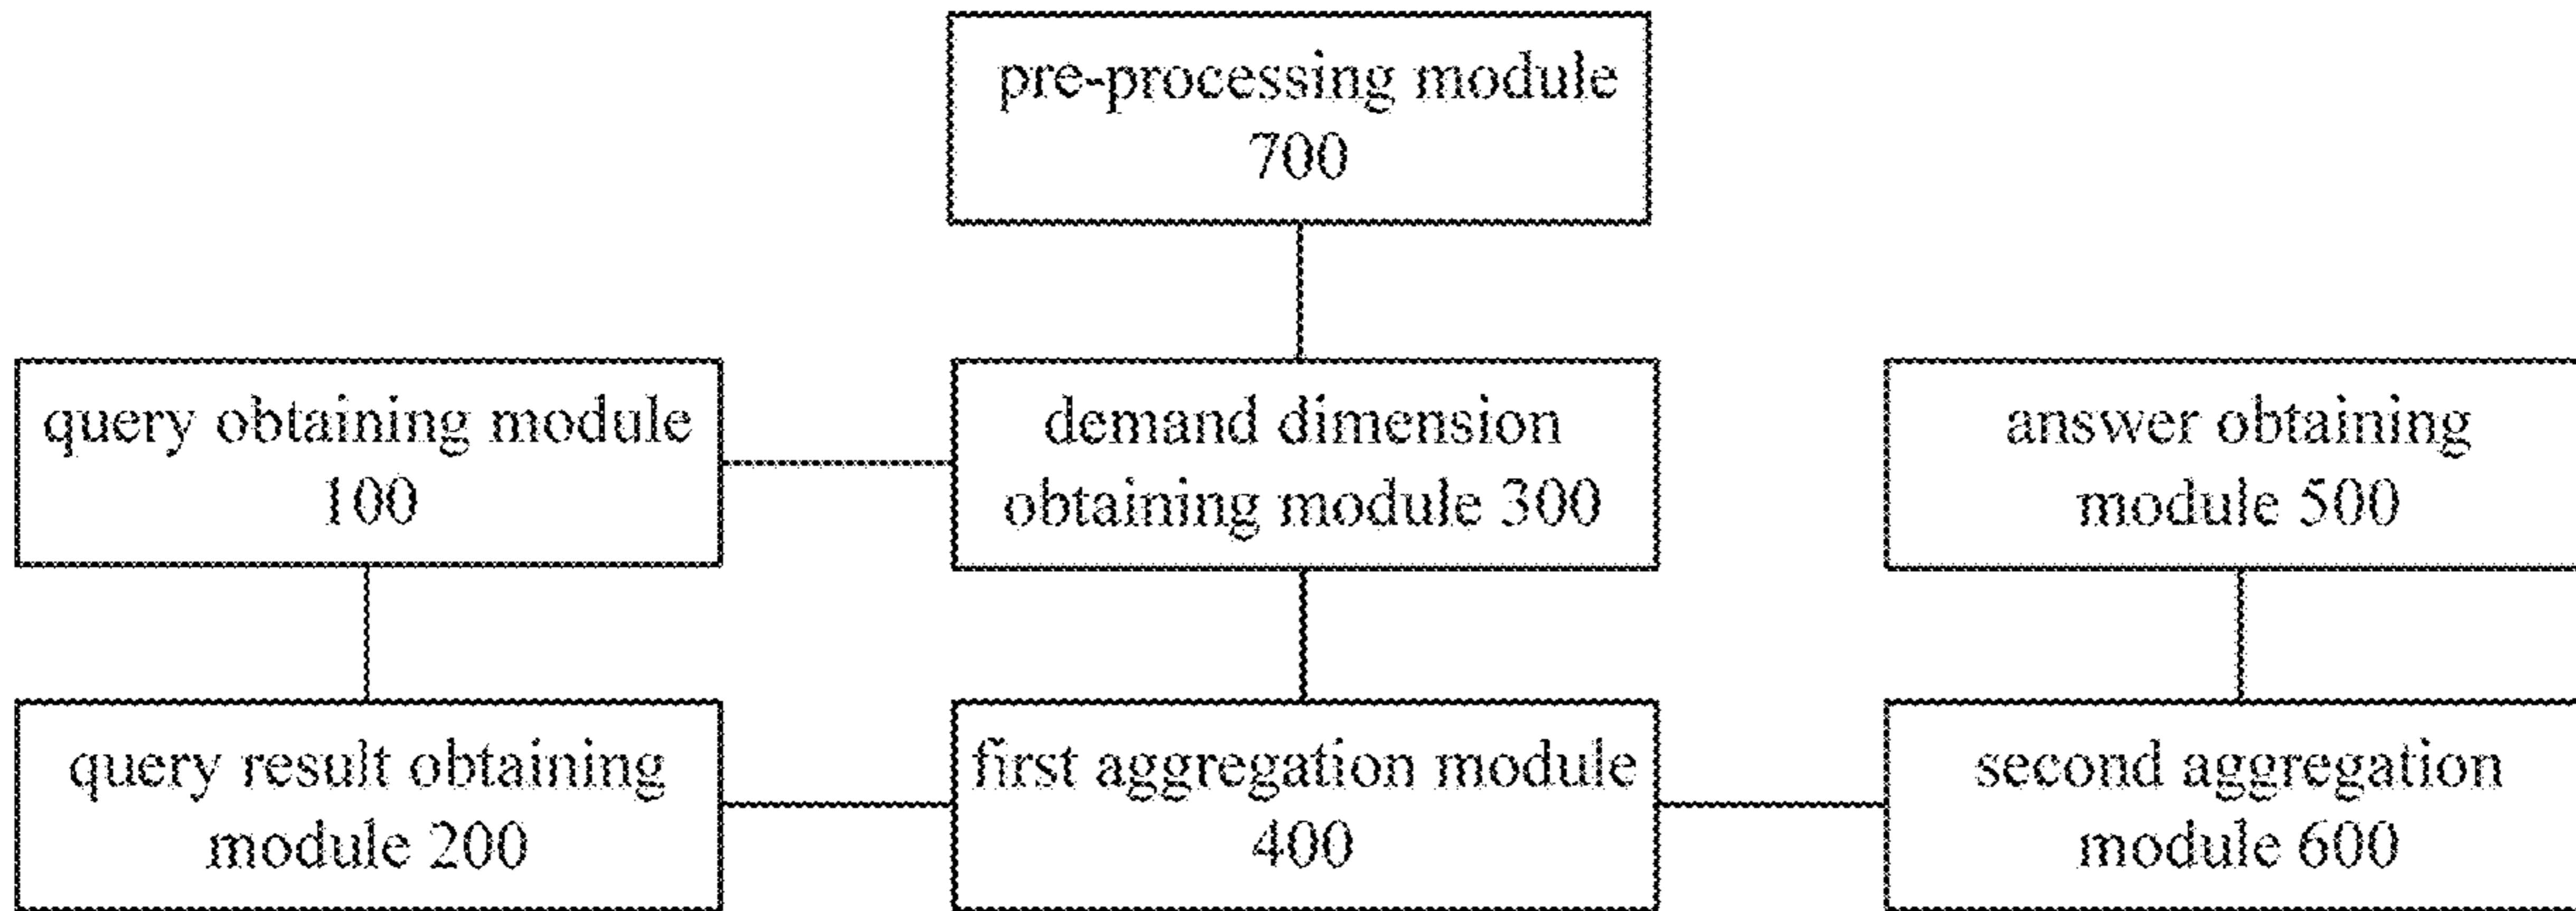 pre-processing module
700
query obtaining module
100
demand dimension
obtaining module 300
answer obtaining
module 500
query result obtaining
module 200
first aggregation module
400
second aggregation
module 600